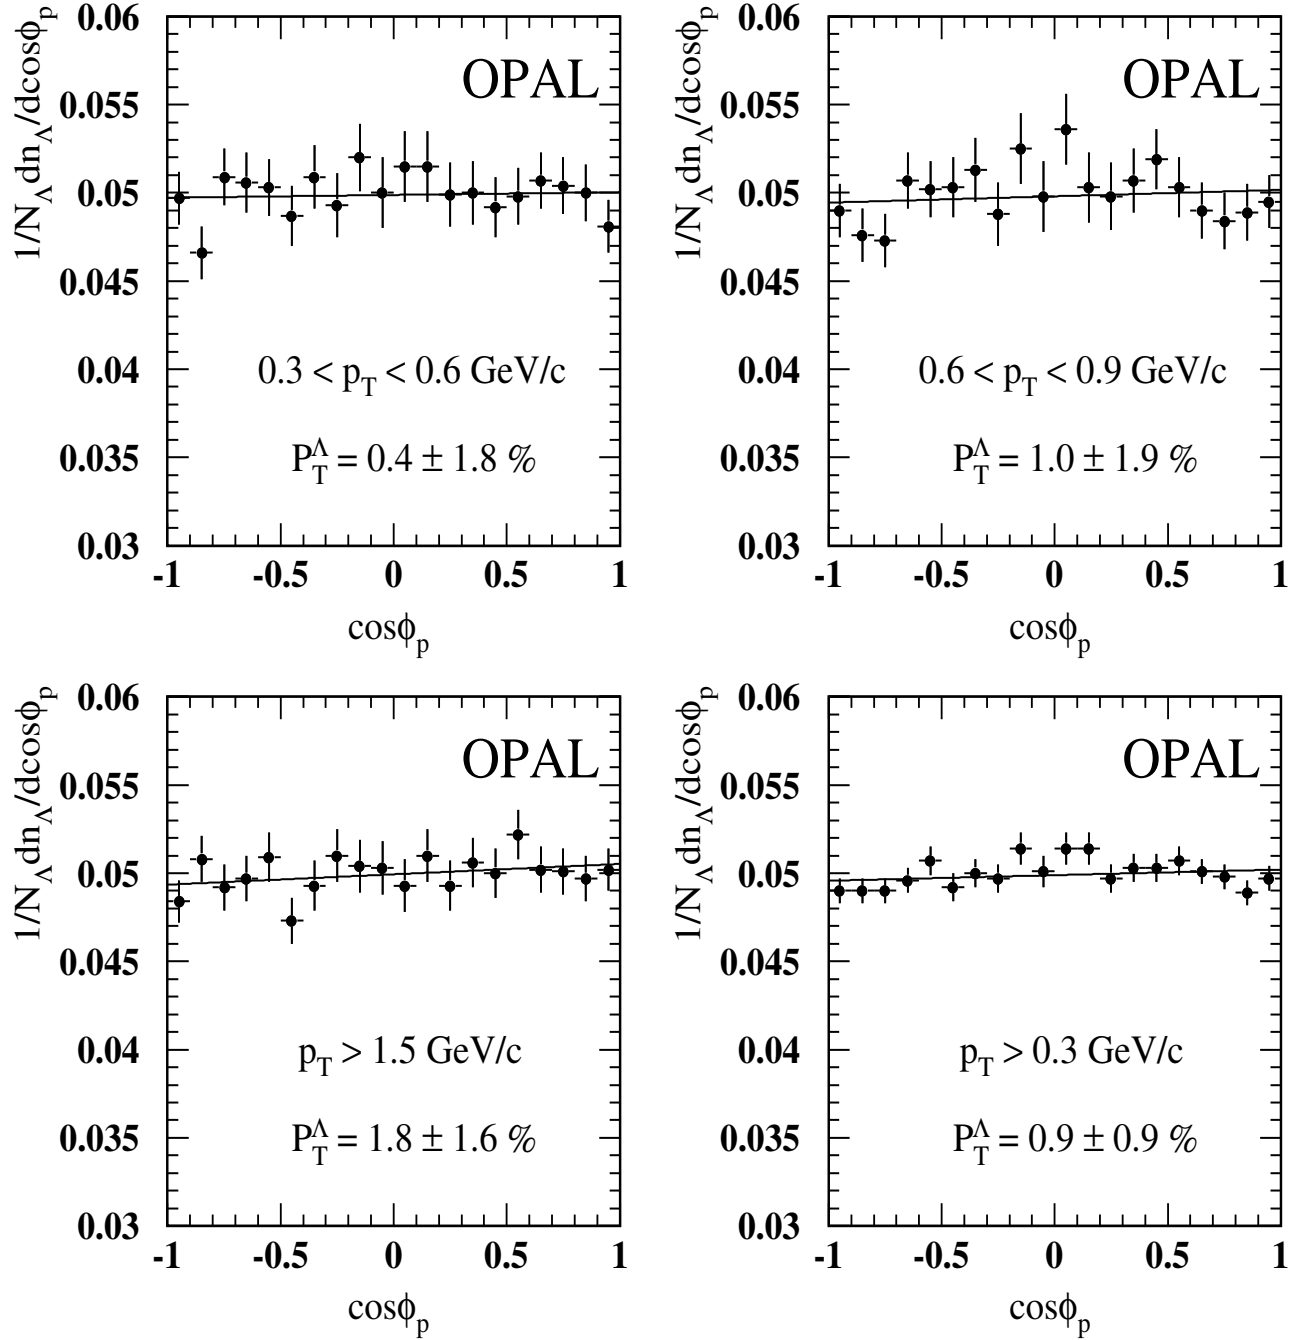 1/N_Λ dn_Λ/dcosϕ_p
0.06
0.055
0.05
0.045
0.04
0.035
0.03
OPAL
0.3 < p_T < 0.6 GeV/c
P_T^Λ = 0.4 ± 1.8 %
-1 -0.5 0 0.5 1
cosϕ_p
1/N_Λ dn_Λ/dcosϕ_p
0.06
0.055
0.05
0.045
0.04
0.035
0.03
OPAL
0.6 < p_T < 0.9 GeV/c
P_T^Λ = 1.0 ± 1.9 %
-1 -0.5 0 0.5 1
cosϕ_p
1/N_Λ dn_Λ/dcosϕ_p
0.06
0.055
0.05
0.045
0.04
0.035
0.03
OPAL
p_T > 1.5 GeV/c
P_T^Λ = 1.8 ± 1.6 %
-1 -0.5 0 0.5 1
cosϕ_p
1/N_Λ dn_Λ/dcosϕ_p
0.06
0.055
0.05
0.045
0.04
0.035
0.03
OPAL
p_T > 0.3 GeV/c
P_T^Λ = 0.9 ± 0.9 %
-1 -0.5 0 0.5 1
cosϕ_p